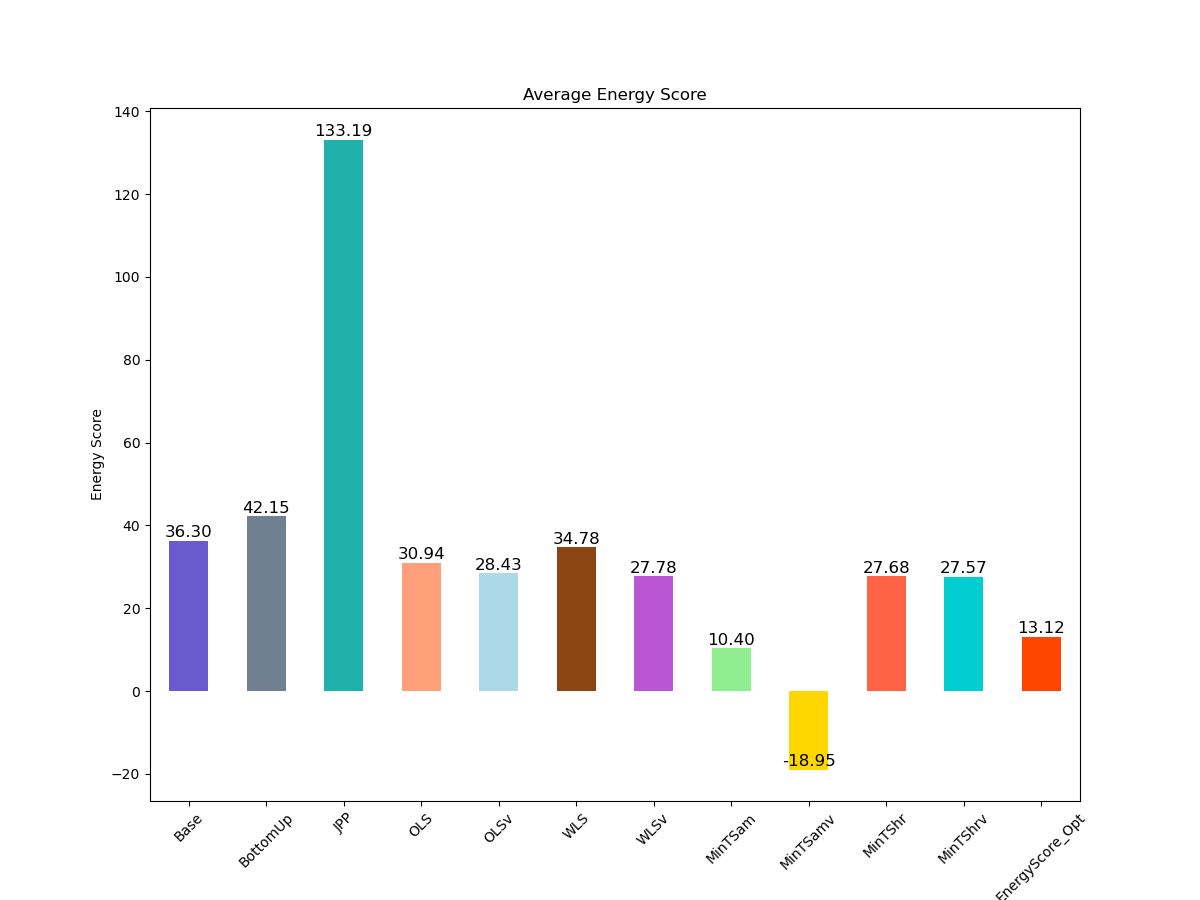 Average Energy Score
Energy Score
140
120
100
80
60
40
20
0
−20
36.30
42.15
133.19
30.94
28.43
34.78
27.78
10.40
-18.95
27.68
27.57
13.12
Base
BottomUp
JPP
OLS
OLSv
WLS
WLSv
MinTSam
MinTSamv
MinTShr
MinTShrv
EnergyScore_Opt